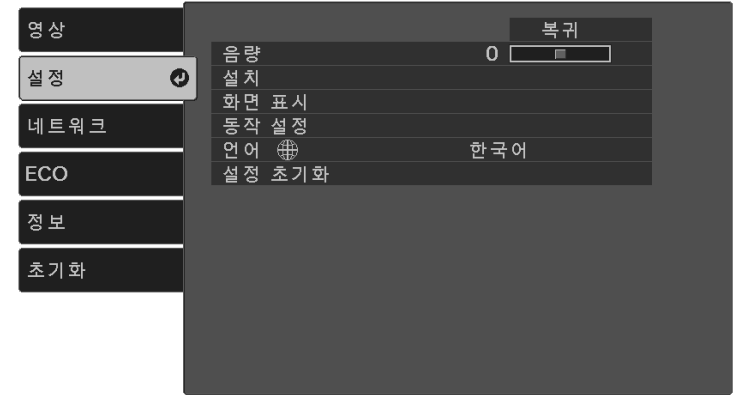 영상
설정
네트워크
ECO
정보
초기화
복귀
음량 0
설치
화면 표시
동작 설정
언어 한국어
설정 초기화